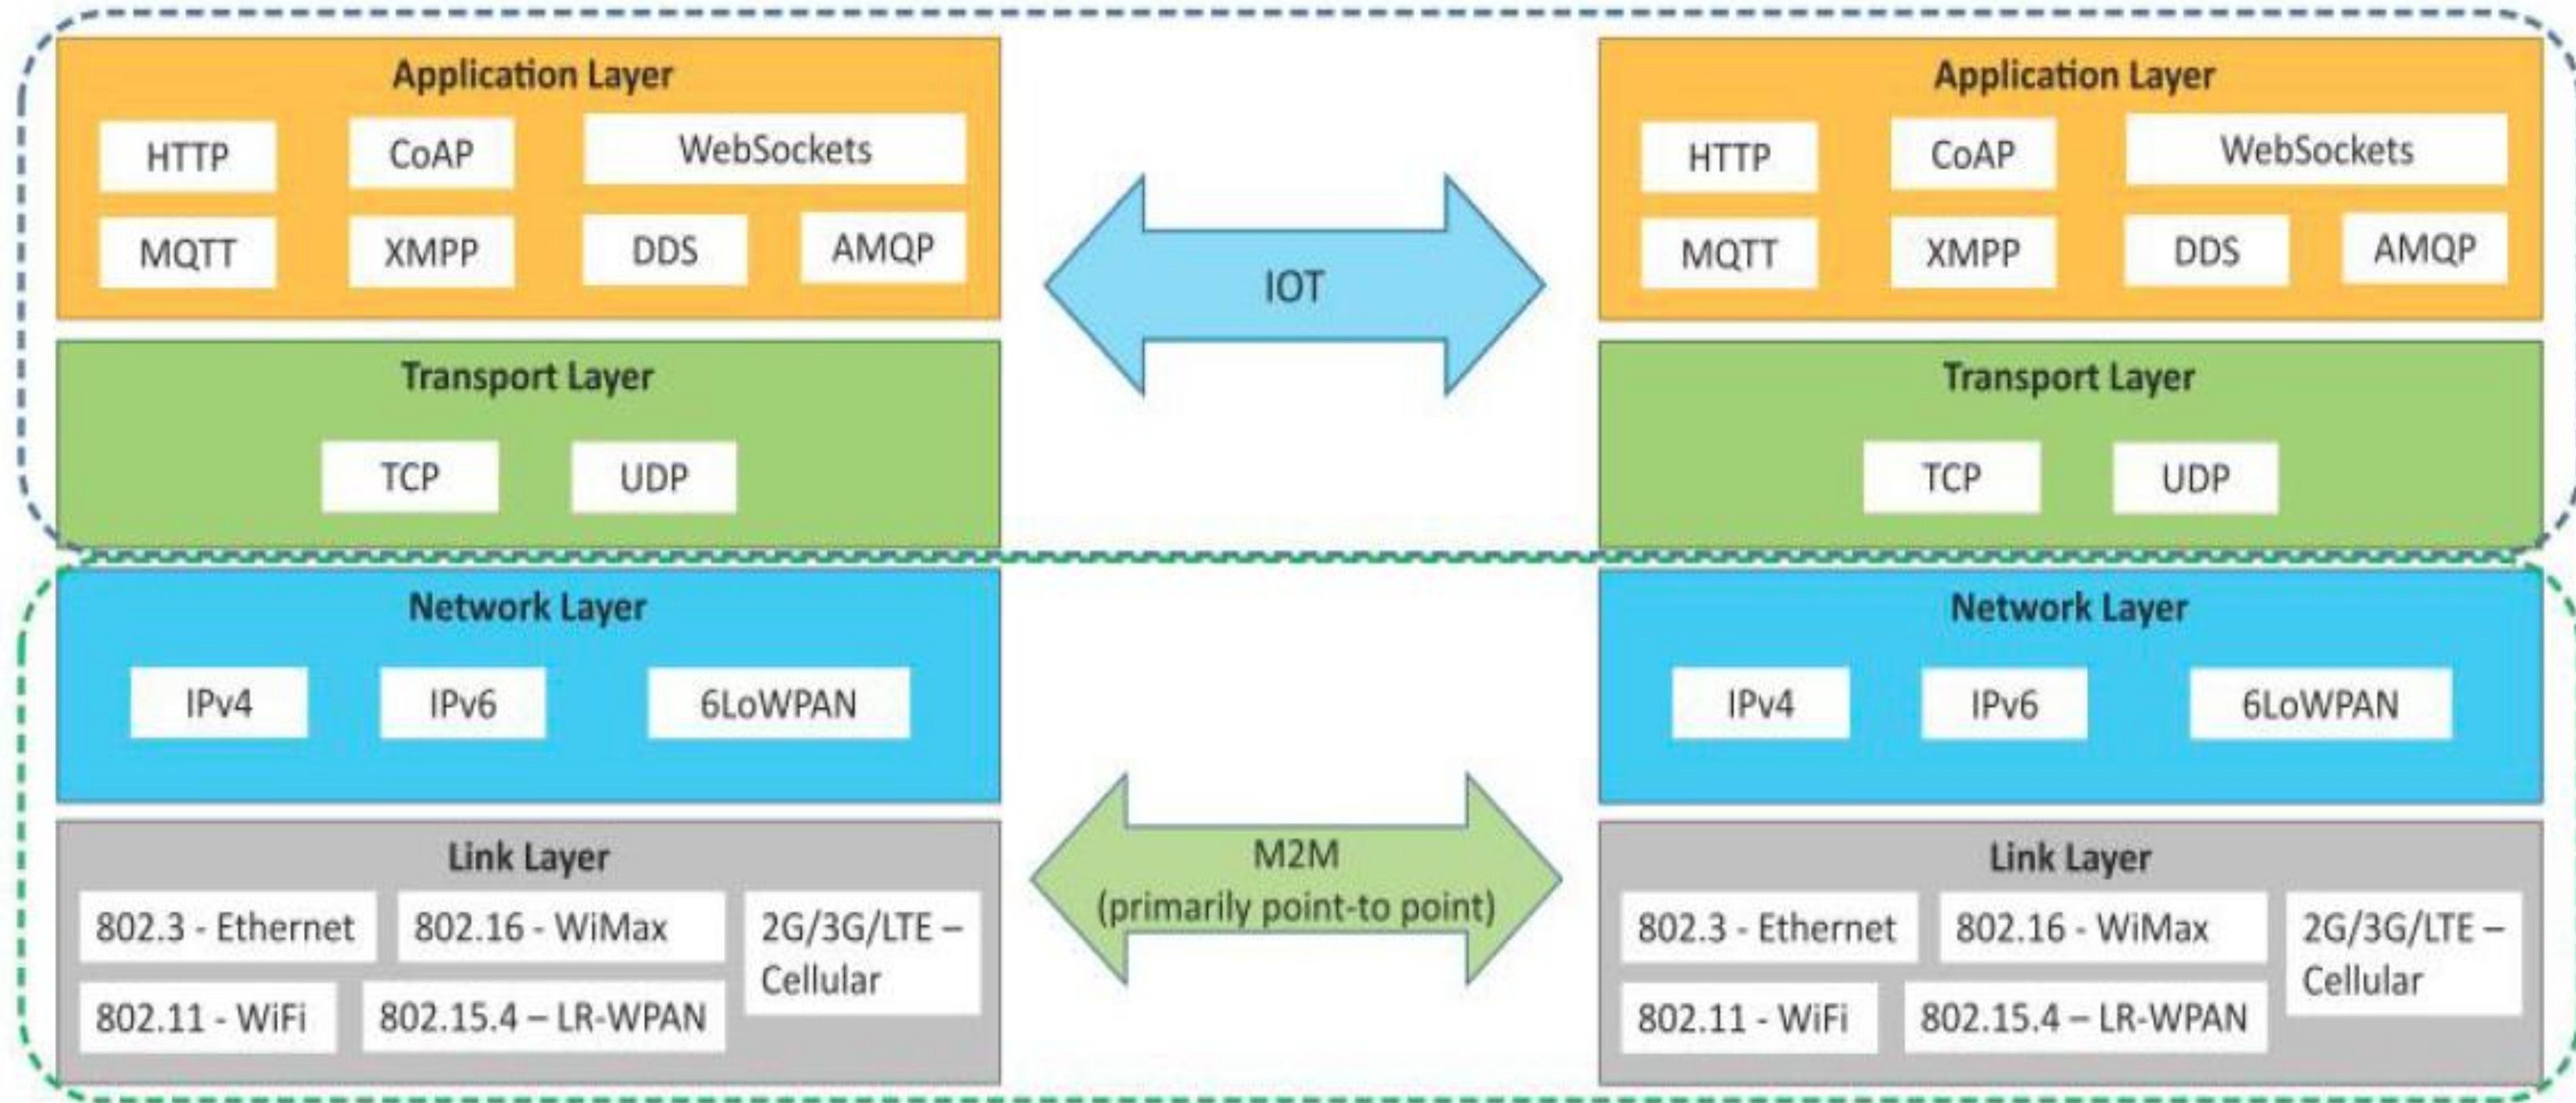 Application Layer
HTTP CoAP WebSockets
MQTT XMPP DDS AMQP
Transport Layer
TCP UDP
Network Layer
IPv4 IPv6 6LoWPAN
Link Layer
802.3 - Ethernet 802.16 - WiMax 2G/3G/LTE –
Cellular
802.11 - WiFi 802.15.4 – LR-WPAN
IOT
M2M
(primarily point-to point)
Application Layer
HTTP CoAP WebSockets
MQTT XMPP DDS AMQP
Transport Layer
TCP UDP
Network Layer
IPv4 IPv6 6LoWPAN
Link Layer
802.3 - Ethernet 802.16 - WiMax 2G/3G/LTE –
Cellular
802.11 - WiFi 802.15.4 – LR-WPAN